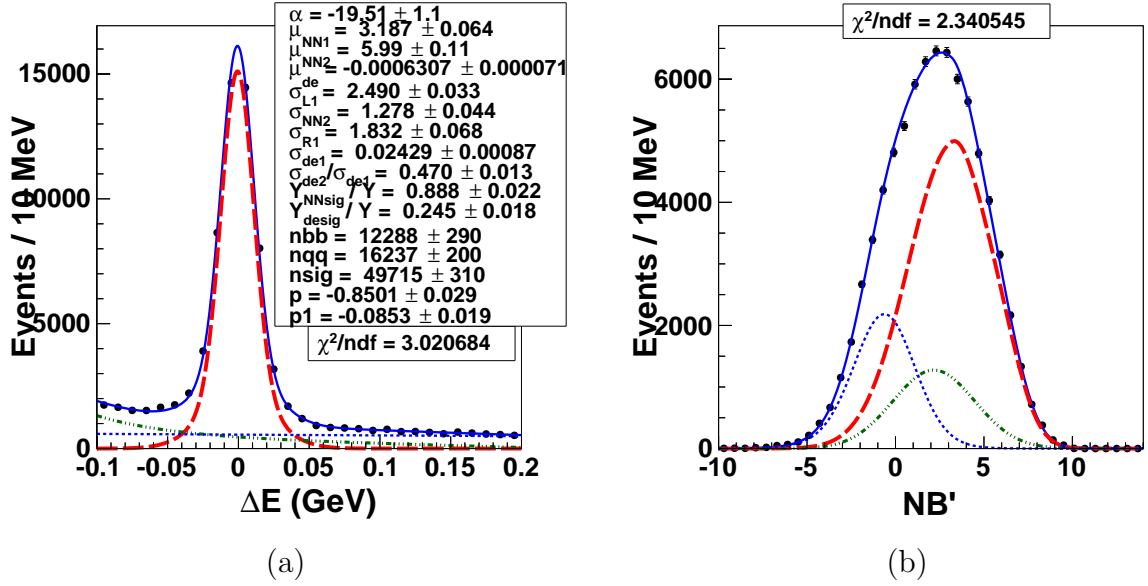 α = -19.51 ± 1.1
μNN1 = 3.187 ± 0.064
μNN2 = 5.99 ± 0.11
μde = -0.0006307 ± 0.000071
σL1 = 2.490 ± 0.033
σNN2 = 1.278 ± 0.044
σR1 = 1.832 ± 0.068
σde1 = 0.02429 ± 0.00087
σde2/σde1 = 0.470 ± 0.013
YNNsig / Y = 0.888 ± 0.022
Ydesig / Y = 0.245 ± 0.018
nbb = 12288 ± 290
nqq = 16237 ± 200
nsig = 49715 ± 310
p = -0.8501 ± 0.029
p1 = -0.0853 ± 0.019
χ²/ndf = 3.020684
Events / 10 MeV
15000
10000
5000
0
-0.1 -0.05 0 0.05 0.1 0.15 0.2
ΔE (GeV)
(a)
χ²/ndf = 2.340545
Events / 10 MeV
6000
4000
2000
0
-10 -5 0 5 10
NB'
(b)